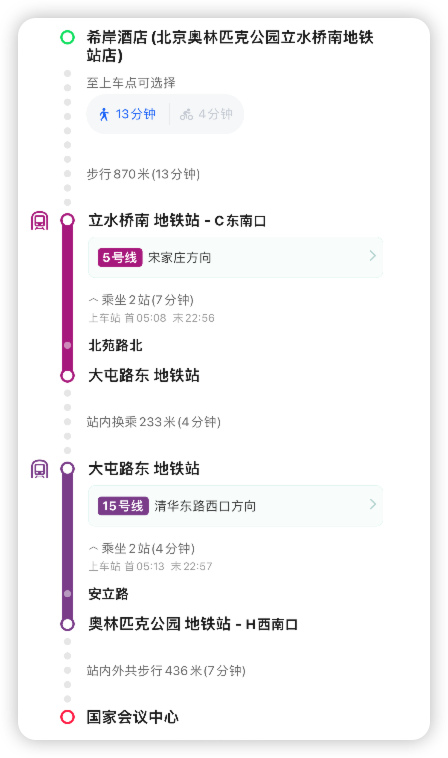 希岸酒店 (北京奥林匹克公园立水桥南地铁
站店)
至上车点可选择
13分钟 4分钟
步行870米(13分钟)
立水桥南 地铁站 - C东南口
5号线 宋家庄方向
乘坐2站(7分钟)
上车站 首05:08 末22:56
北苑路北
大屯路东 地铁站
站内换乘233米(4分钟)
大屯路东 地铁站
15号线 清华东路西口方向
乘坐2站(4分钟)
上车站 首05:13 末22:57
安立路
奥林匹克公园 地铁站 - H西南口
站内外共步行436米(7分钟)
国家会议中心